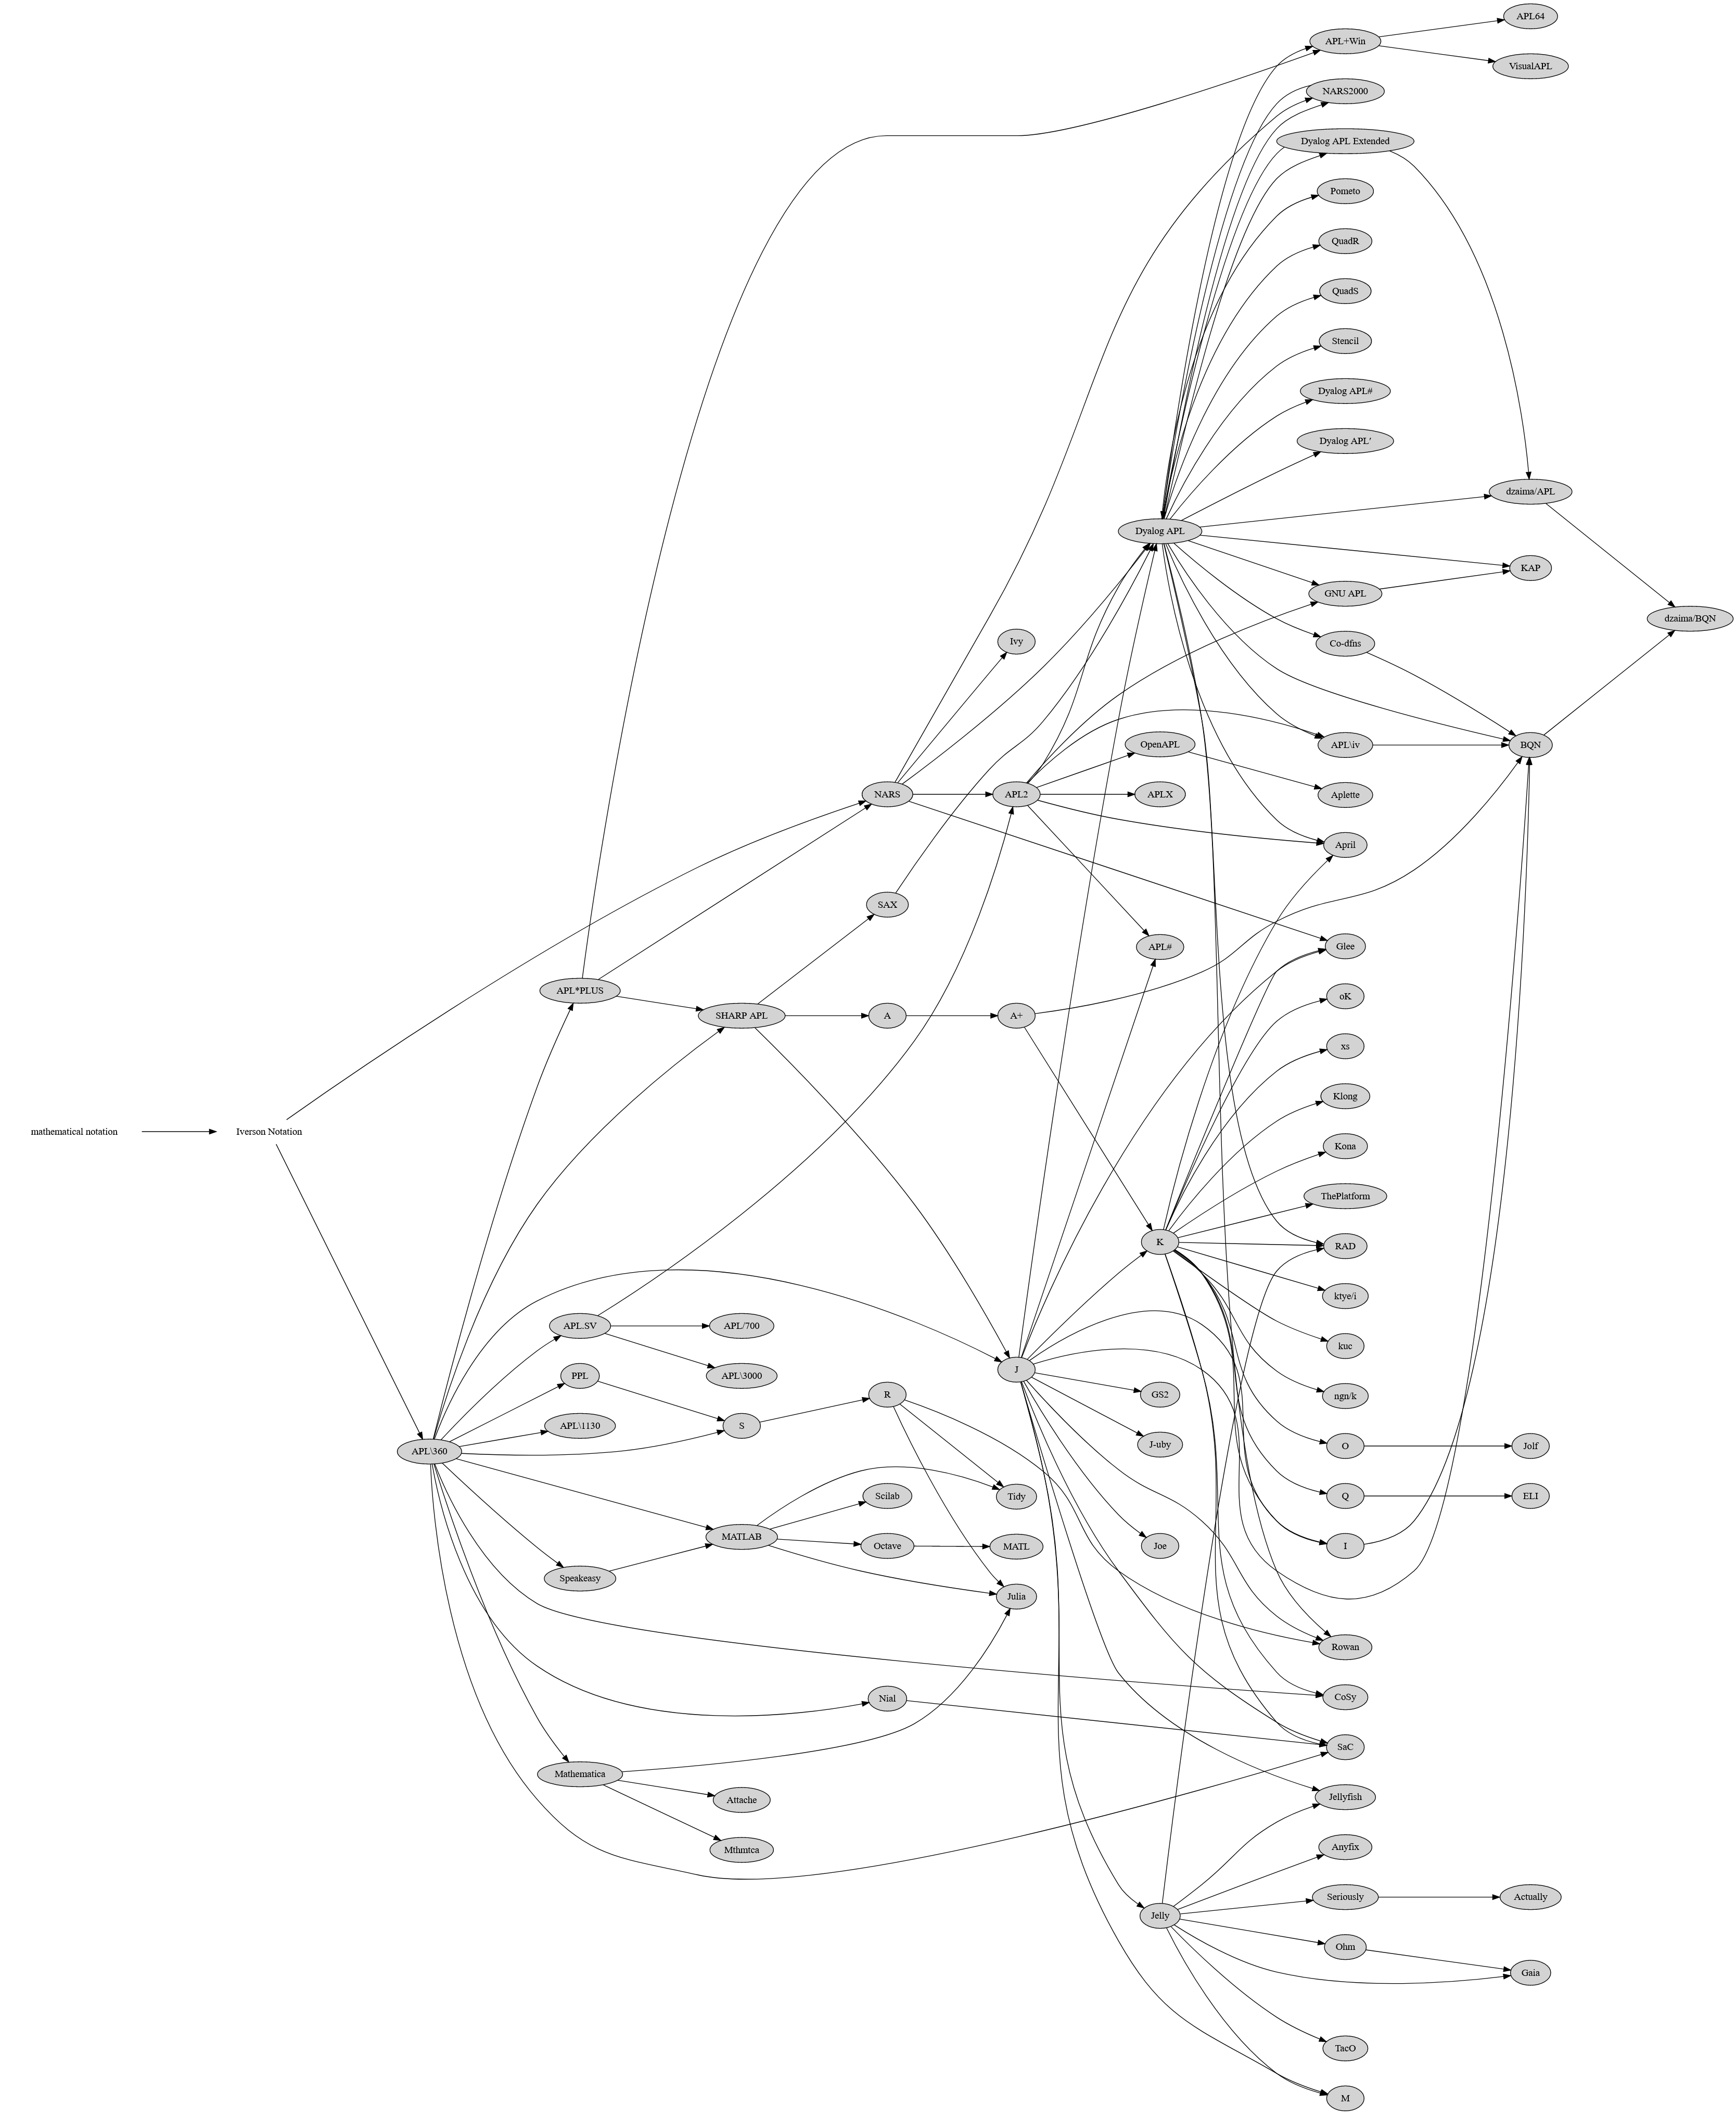 APL64
APL+Win
VisualAPL
NARS2000
Dyalog APL Extended
Pometo
QuadR
QuadS
Stencil
Dyalog APL#
Dyalog APL′
dzaima/APL
Dyalog APL
KAP
GNU APL
dzaima/BQN
Ivy
Co-dfns
OpenAPL
APL\iv
BQN
NARS
APL2
APLX
Aplette
April
SAX
APL#
Glee
APL*PLUS
oK
SHARP APL
A
A+
xs
Klong
mathematical notation
Iverson Notation
Kona
ThePlatform
K
RAD
ktye/i
APL.SV
APL/700
kuc
PPL
APL\3000
J
R
GS2
ngn/k
APL\1130
S
APL\360
J-uby
O
Jolf
Scilab
Tidy
Q
ELI
MATLAB
Octave
MATL
Joe
I
Speakeasy
Julia
Rowan
Nial
CoSy
SaC
Mathematica
Attache
Jellyfish
Mthmtca
Anyfix
Seriously
Actually
Jelly
Ohm
Gaia
TacO
M